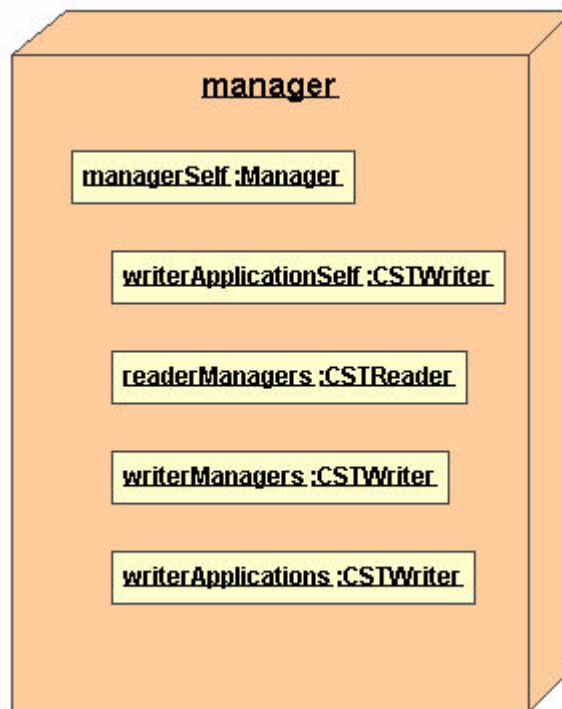 manager
managerSelf :Manager
writerApplicationSelf :CSTWriter
readerManagers :CSTReader
writerManagers :CSTWriter
writerApplications :CSTWriter